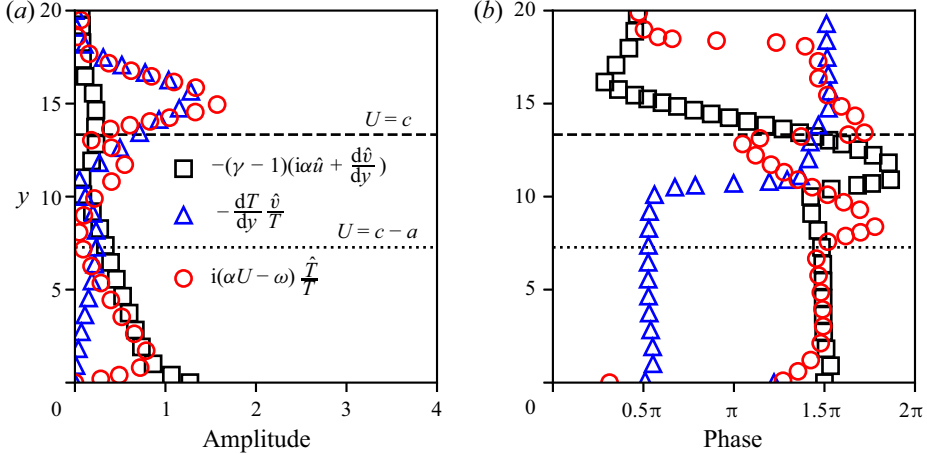 (a)
(b)
20
15
10
5
0
y
U = c
−(γ − 1)(iαû + dv̂/dy)
−dT/dy v̂/T
U = c − a
i(αU − ω) T̂/T
0 1 2 3 4
Amplitude
20
15
10
5
0 0.5π π 1.5π 2π
Phase